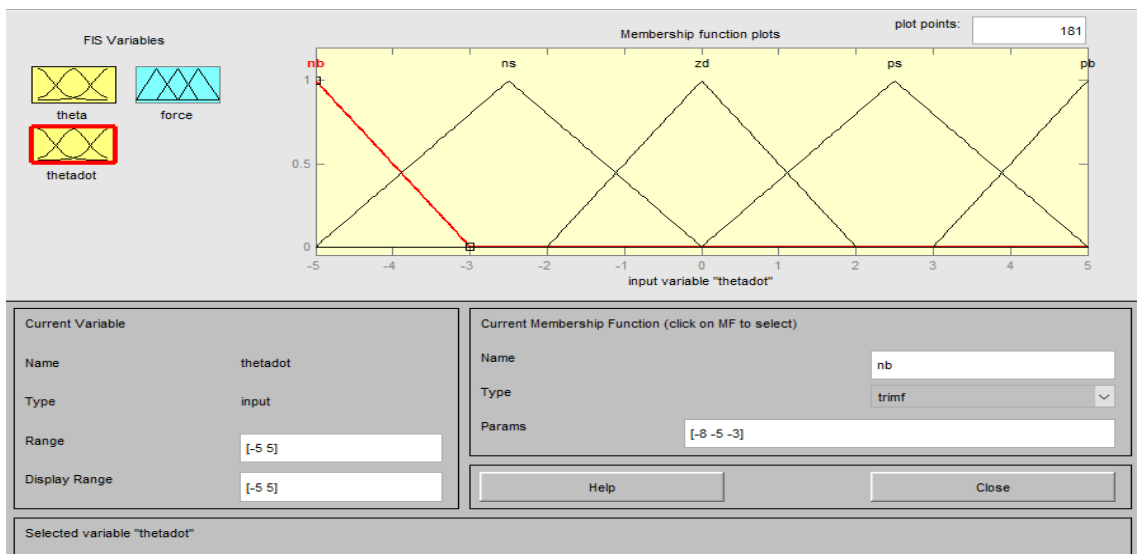 FIS Variables
Membership function plots
plot points:
181
theta
force
thetadot
nb
ns
zd
ps
pb
1
0.5
0
-5
-4
-3
-2
-1
0
1
2
3
4
5
input variable "thetadot"
Current Variable
Name
thetadot
Type
input
Range
[-5 5]
Display Range
[-5 5]
Current Membership Function (click on MF to select)
Name
nb
Type
trimf
Params
[-8 -5 -3]
Help
Close
Selected variable "thetadot"